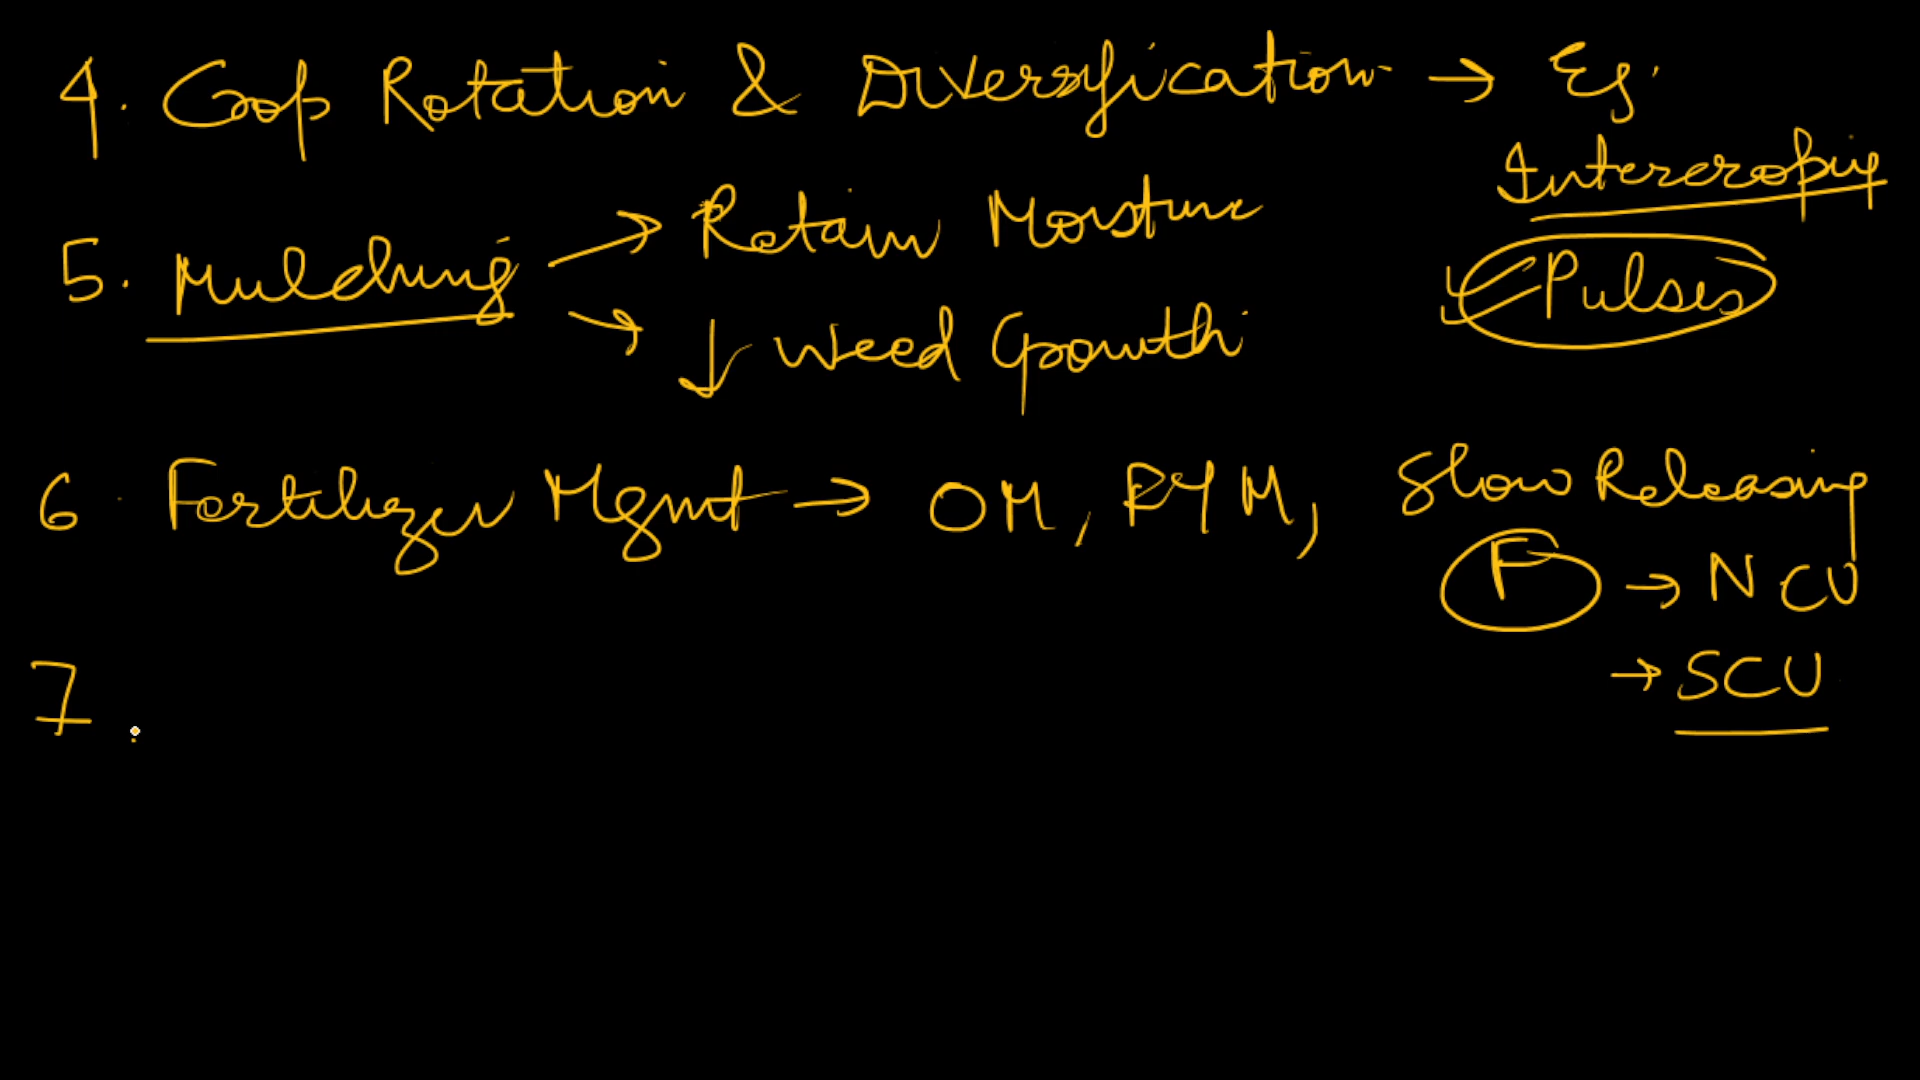 4. Crop Rotation & Diversification → Eg.
Intercroping
Pulses
5. Mulching → Retain Moisture
→ ↓ Weed Growth
6. Fertilizer Mgmt → OM, FYM, Slow Releasing
F → NCU
→ SCU
7.